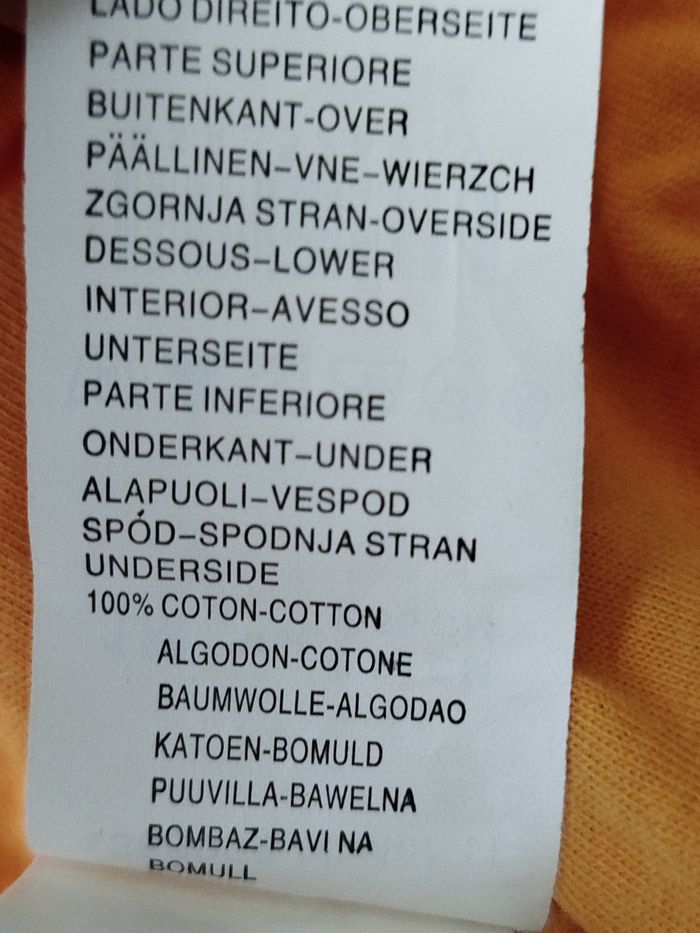 LADO DIREITO-OBERSEITE
PARTE SUPERIORE
BUITENKANT-OVER
PÄÄLLINEN-VNE-WIERZCH
ZGORNJA STRAN-OVERSIDE
DESSOUS-LOWER
INTERIOR-AVESSO
UNTERSEITE
PARTE INFERIORE
ONDERKANT-UNDER
ALAPUOLI-VESPOD
SPÓD-SPODNJA STRAN
UNDERSIDE
100% COTON-COTTON
ALGODON-COTONE
BAUMWOLLE-ALGODAO
KATOEN-BOMULD
PUUVILLA-BAWELNA
BOMBAZ-BAVI NA
BOMULL